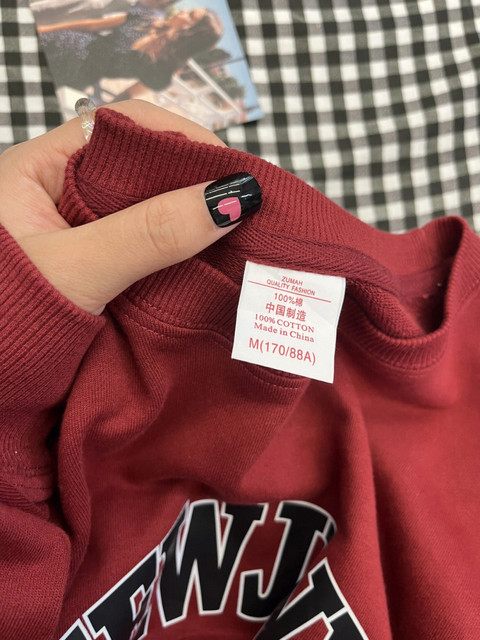 ZUMAH
QUALITY FASHION
100%棉
中国制造
100% COTTON
Made in China
M(170/88A)
EWJ